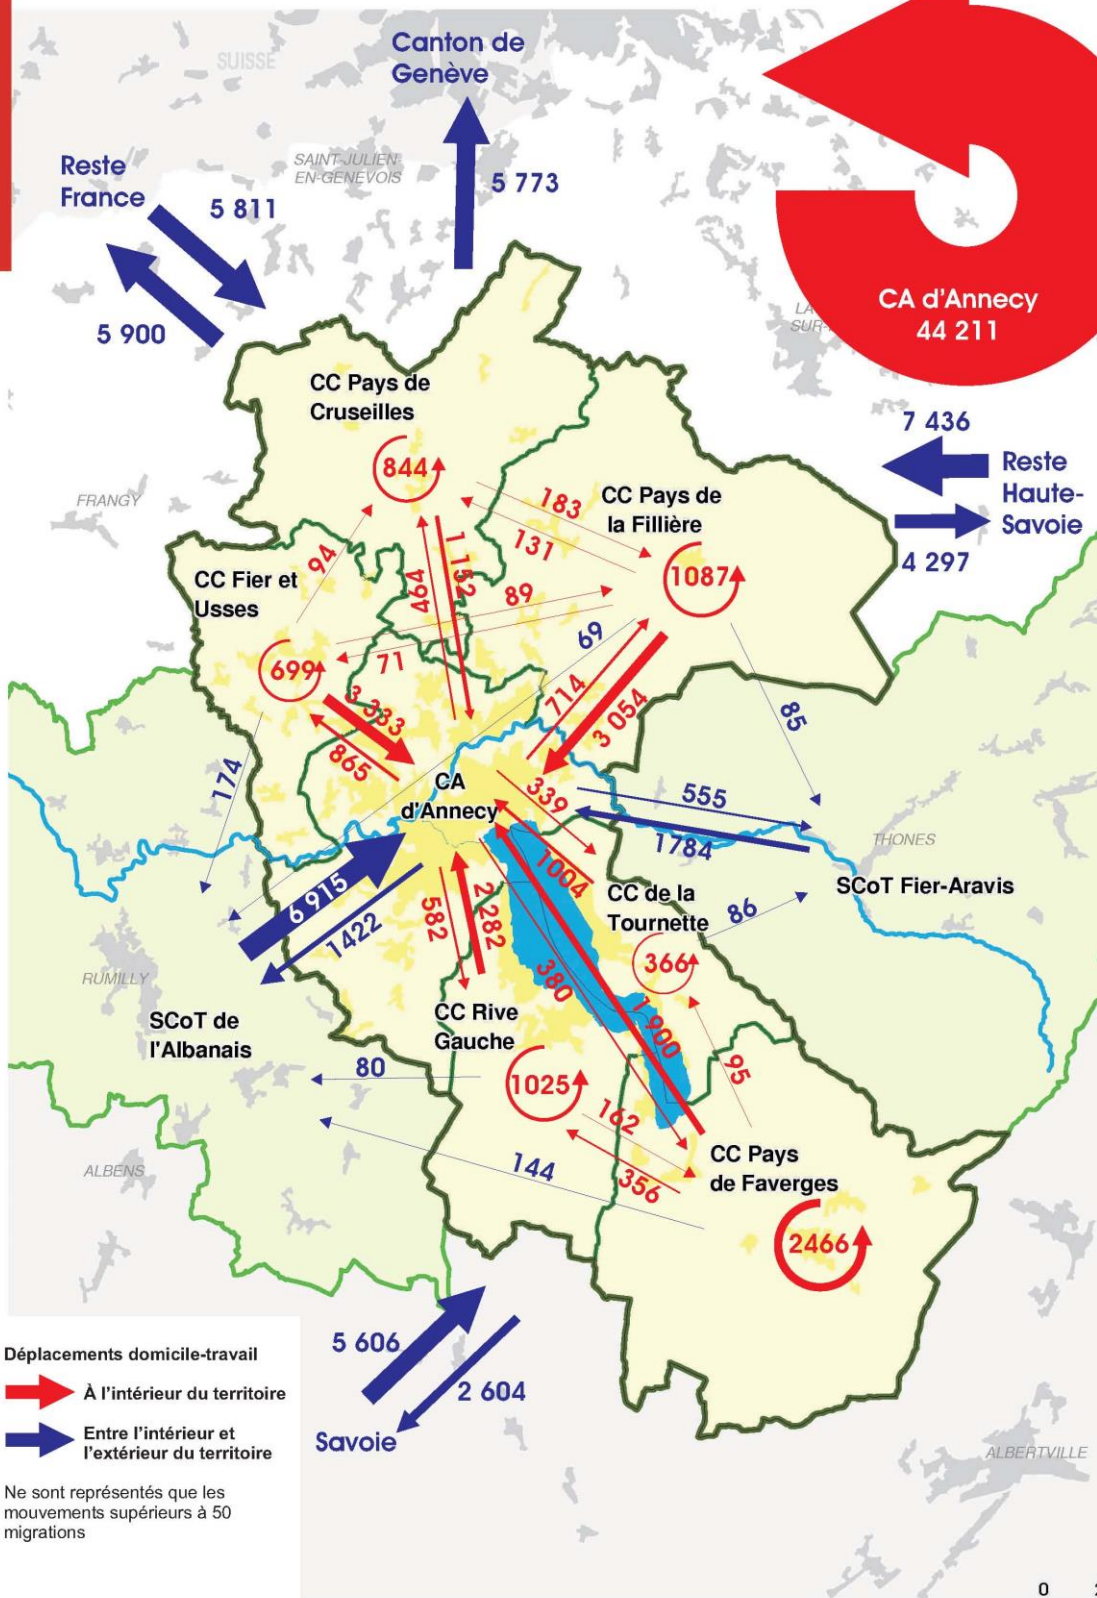 SUISSE
Canton de
Genève
5 773
SAINT-JULIEN-
EN-GENEVOIS
Reste
France
5 811
5 900
CA d'Annecy
44 211
LA
SUR-
7 436
Reste
Haute-
Savoie
4 297
CC Pays de
Cruseilles
844
183
131
CC Pays de
la Fillière
1087
FRANGY
94
464
1 152
89
71
69
CC Fier et
Usses
699
3 333
865
714
3 054
85
174
CA
d'Annecy
339
555
1784
THONES
SCoT Fier-Aravis
6 915
1422
582
2 282
1004
CC de la
Tournette
366
86
380
1 900
95
RUMILLY
SCoT de
l'Albanais
CC Rive
Gauche
1025
80
162
356
144
CC Pays
de Faverges
2466
ALBENS
5 606
2 604
Savoie
ALBERTVILLE
Déplacements domicile-travail
À l'intérieur du territoire
Entre l'intérieur et
l'extérieur du territoire
Ne sont représentés que les
mouvements supérieurs à 50
migrations
0